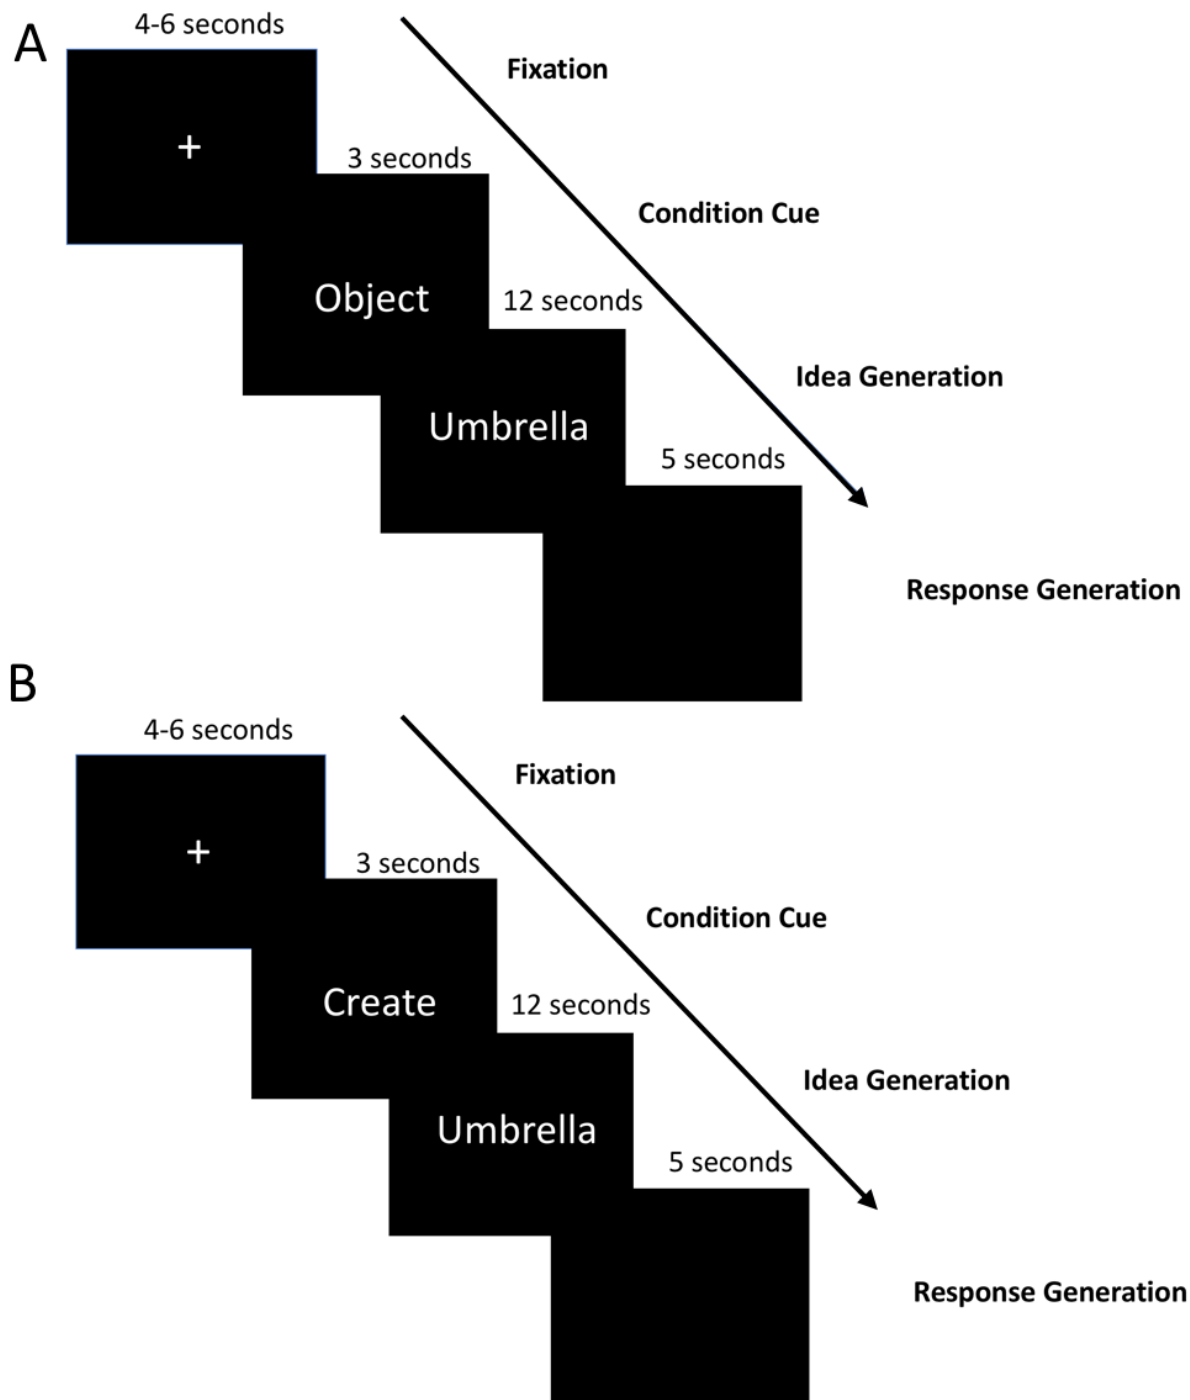 A
4-6 seconds
Fixation
+
3 seconds
Condition Cue
Object
12 seconds
Idea Generation
Umbrella
5 seconds
Response Generation
B
4-6 seconds
Fixation
+
3 seconds
Condition Cue
Create
12 seconds
Idea Generation
Umbrella
5 seconds
Response Generation